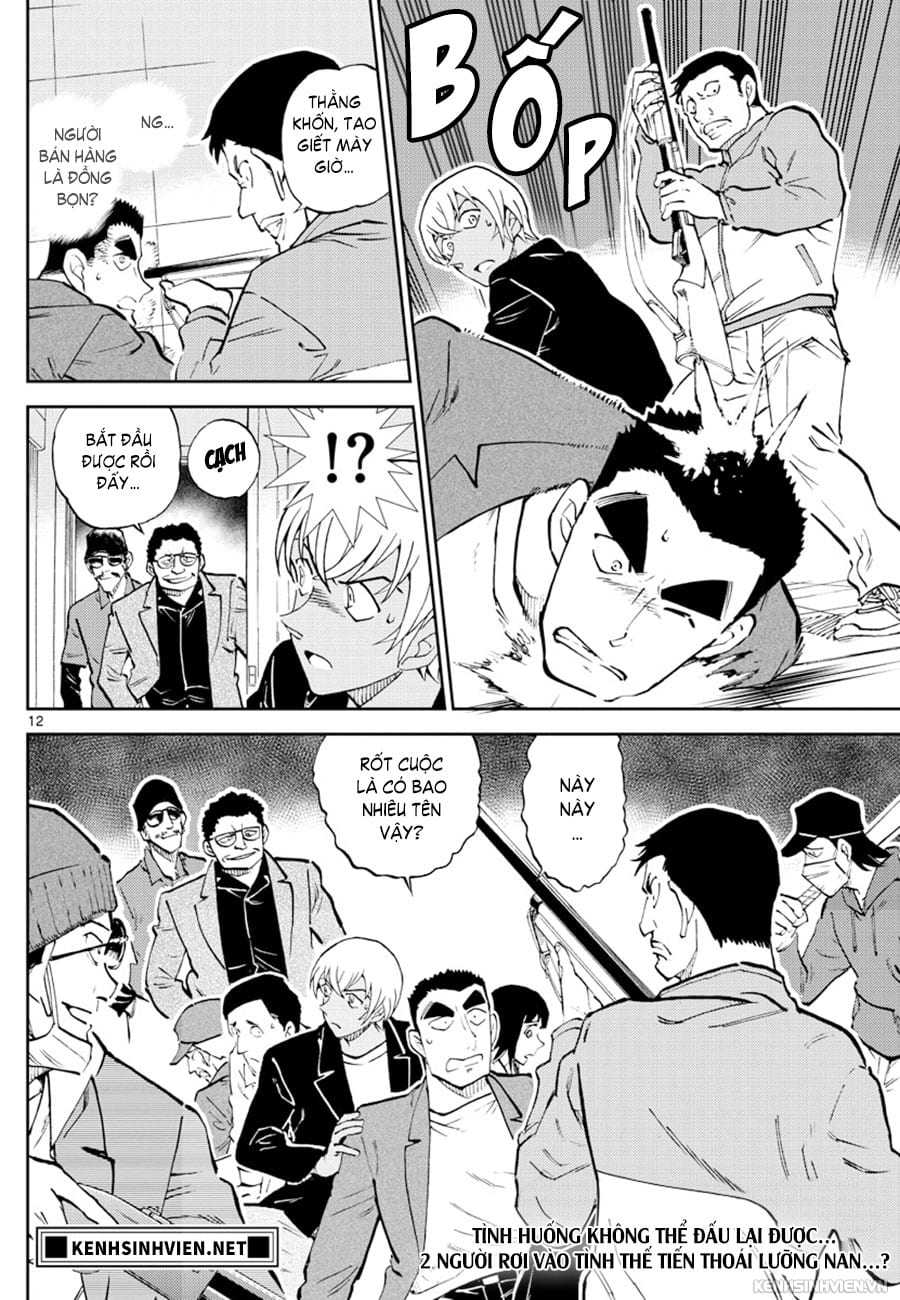 BỐP
THẰNG
KHỐN, TAO
GIẾT MÀY
GIỜ...
NG...
NGƯỜI
BÁN HÀNG
LÀ ĐỒNG
BỌN?
!?
CẠCH
BẮT ĐẦU
ĐƯỢC RỒI
ĐẤY...
12
NÀY
NÀY
...
RỐT CUỘC
LÀ CÓ BAO
NHIÊU TÊN
VẬY?
KENHSINHVIEN.NET
TÌNH HUỐNG KHÔNG THỂ ĐẤU LẠI ĐƯỢC...
2 NGƯỜI RƠI VÀO TÌNH THẾ TIẾN THOÁI LƯỠNG NAN...?
KENHSINHVIEN.VN